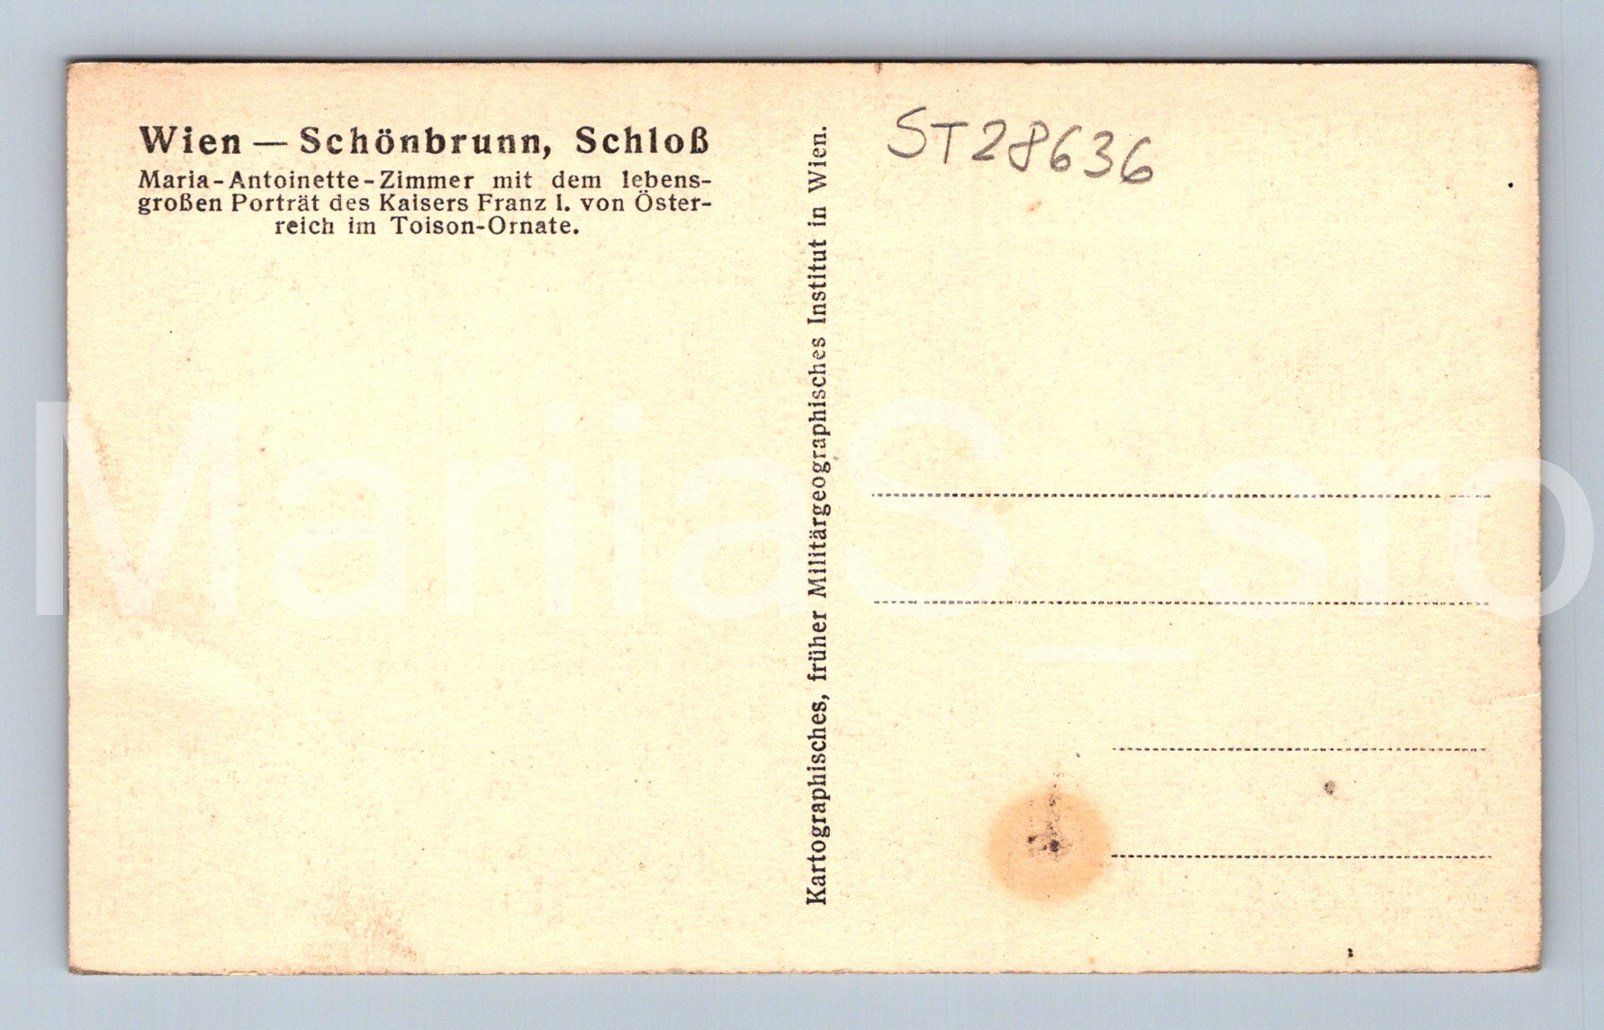 Wien — Schönbrunn, Schloß
Maria-Antoinette-Zimmer mit dem lebens-
großen Porträt des Kaisers Franz I. von Öster-
reich im Toison-Ornate.
Kartographisches, früher Militärgeographisches Institut in Wien.
ST28636
MariiaS_sro